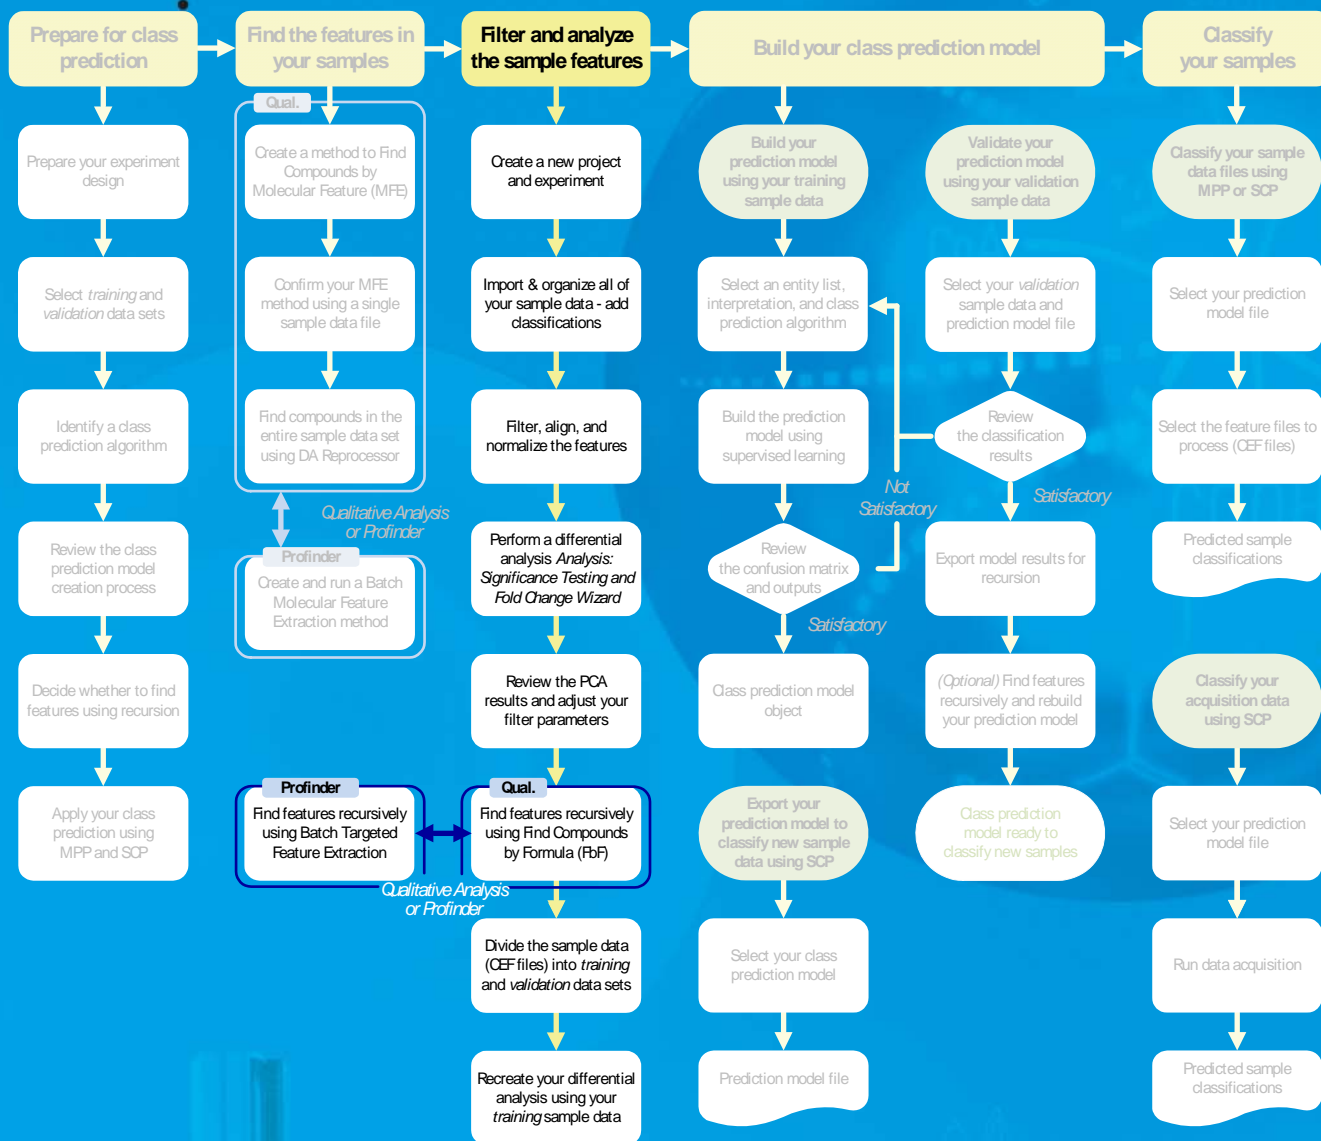 Prepare for class
prediction
Find the features in
your samples
Filter and analyze
the sample features
Build your class prediction model
Classify
your samples
Prepare your experiment
design
Select training and
validation data sets
Identify a class
prediction algorithm
Review the class
prediction model
creation process
Decide whether to find
features using recursion
Apply your class
prediction using
MPP and SCP
Qual.
Create a method to Find
Compounds by
Molecular Feature (MFE)
Confirm your MFE
method using a single
sample data file
Find compounds in the
entire sample data set
using DA Reprocessor
Qualitative Analysis
or Profinder
Profinder
Create and run a Batch
Molecular Feature
Extraction method
Create a new project
and experiment
Import & organize all of
your sample data - add
classifications
Filter, align, and
normalize the features
Perform a differential
analysis Analysis:
Significance Testing and
Fold Change Wizard
Review the PCA
results and adjust your
filter parameters
Profinder
Find features recursively
using Batch Targeted
Feature Extraction
Qual.
Find features recursively
using Find Compounds
by Formula (FbF)
Qualitative Analysis
or Profinder
Divide the sample data
(CEF files) into training
and validation data sets
Recreate your differential
analysis using your
training sample data
Build your
prediction model
using your training
sample data
Select an entity list,
interpretation, and class
prediction algorithm
Build the prediction
model using
supervised learning
Review
the confusion matrix
and outputs
Not
Satisfactory
Satisfactory
Class prediction model
object
Export your
prediction model to
classify new sample
data using SCP
Select your class
prediction model
Prediction model file
Validate your
prediction model
using your validation
sample data
Select your validation
sample data and
prediction model file
Review
the classification
results
Satisfactory
Export model results for
recursion
(Optional) Find features
recursively and rebuild
your prediction model
Class prediction
model ready to
classify new samples
Classify your sample
data files using
MPP or SCP
Select your prediction
model file
Select the feature files to
process (CEF files)
Predicted sample
classifications
Classify your
acquisition data
using SCP
Select your prediction
model file
Run data acquisition
Predicted sample
classifications